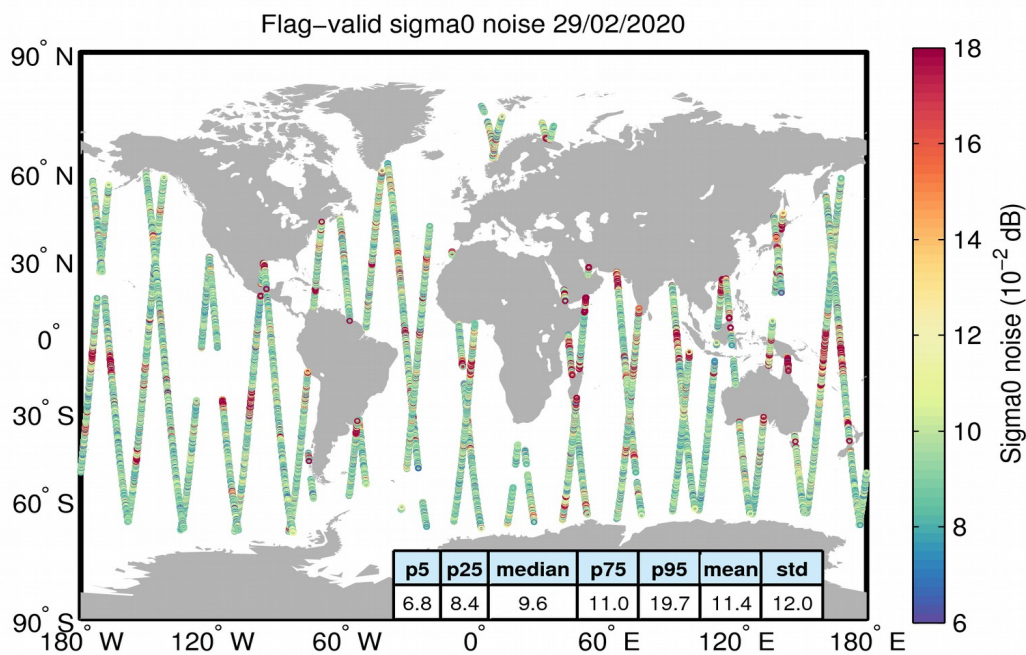 Flag−valid sigma0 noise 29/02/2020
90° N
60° N
30° N
0°
30° S
60° S
90° S
180° W
120° W
60° W
0°
60° E
120° E
180° E
p5 p25 median p75 p95 mean std
6.8 8.4 9.6 11.0 19.7 11.4 12.0
18
16
14
12
10
8
6
Sigma0 noise (10⁻² dB)